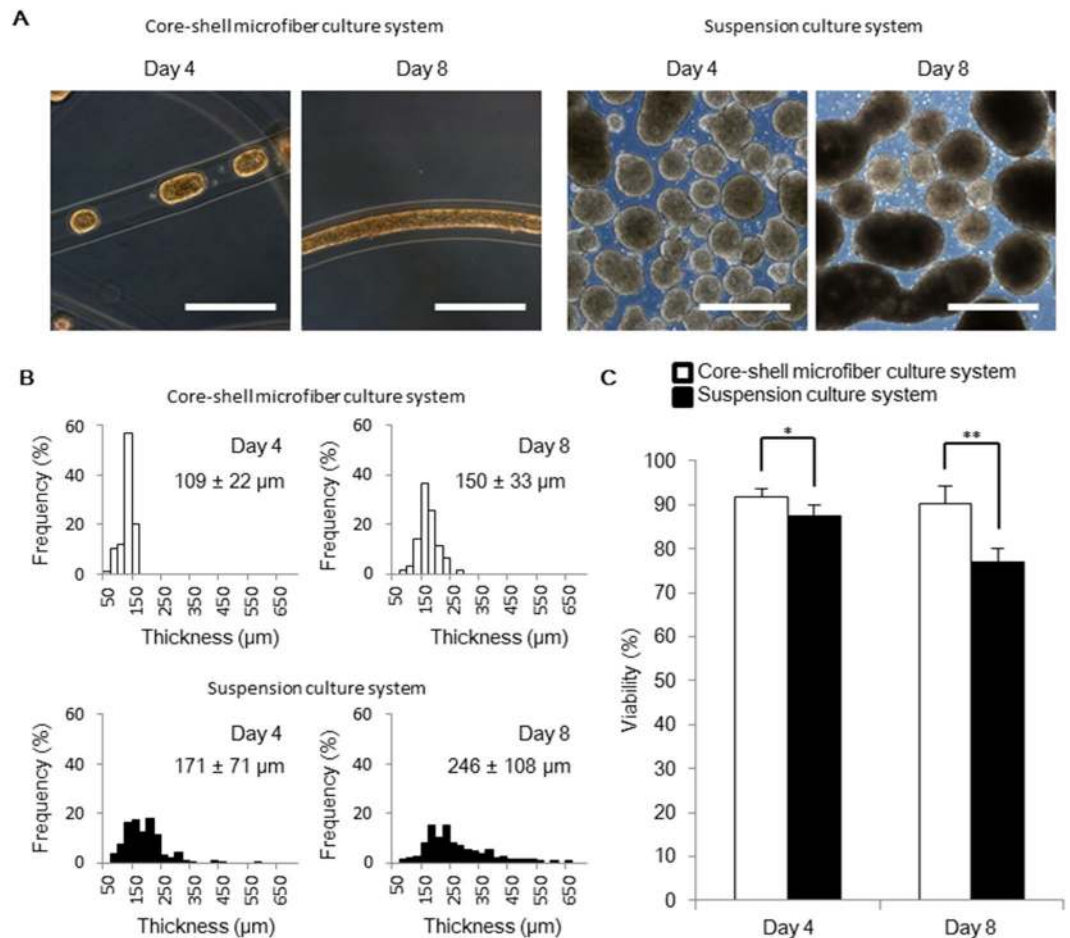 A
Core-shell microfiber culture system
Suspension culture system
Day 4
Day 8
Day 4
Day 8
B
Core-shell microfiber culture system
Frequency (%)
60
40
20
0
Day 4
109 ± 22 µm
50
150
250
350
450
550
650
Thickness (µm)
Frequency (%)
60
40
20
0
Day 8
150 ± 33 µm
50
150
250
350
450
550
650
Thickness (µm)
Suspension culture system
Frequency (%)
60
40
20
0
Day 4
171 ± 71 µm
50
150
250
350
450
550
650
Thickness (µm)
Frequency (%)
60
40
20
0
Day 8
246 ± 108 µm
50
150
250
350
450
550
650
Thickness (µm)
C
Core-shell microfiber culture system
Suspension culture system
*
**
Viability (%)
100
90
80
70
60
50
40
30
20
10
0
Day 4
Day 8